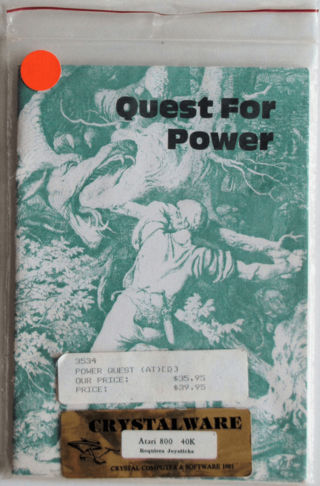 Quest For
Power
3534
POWER QUEST (AT)[D]
OUR PRICE: $35.95
PRICE: $39.95
CRYSTALWARE
Atari 800 40K
Requires Joysticks
CRYSTAL COMPUTER & SOFTWARE 1981